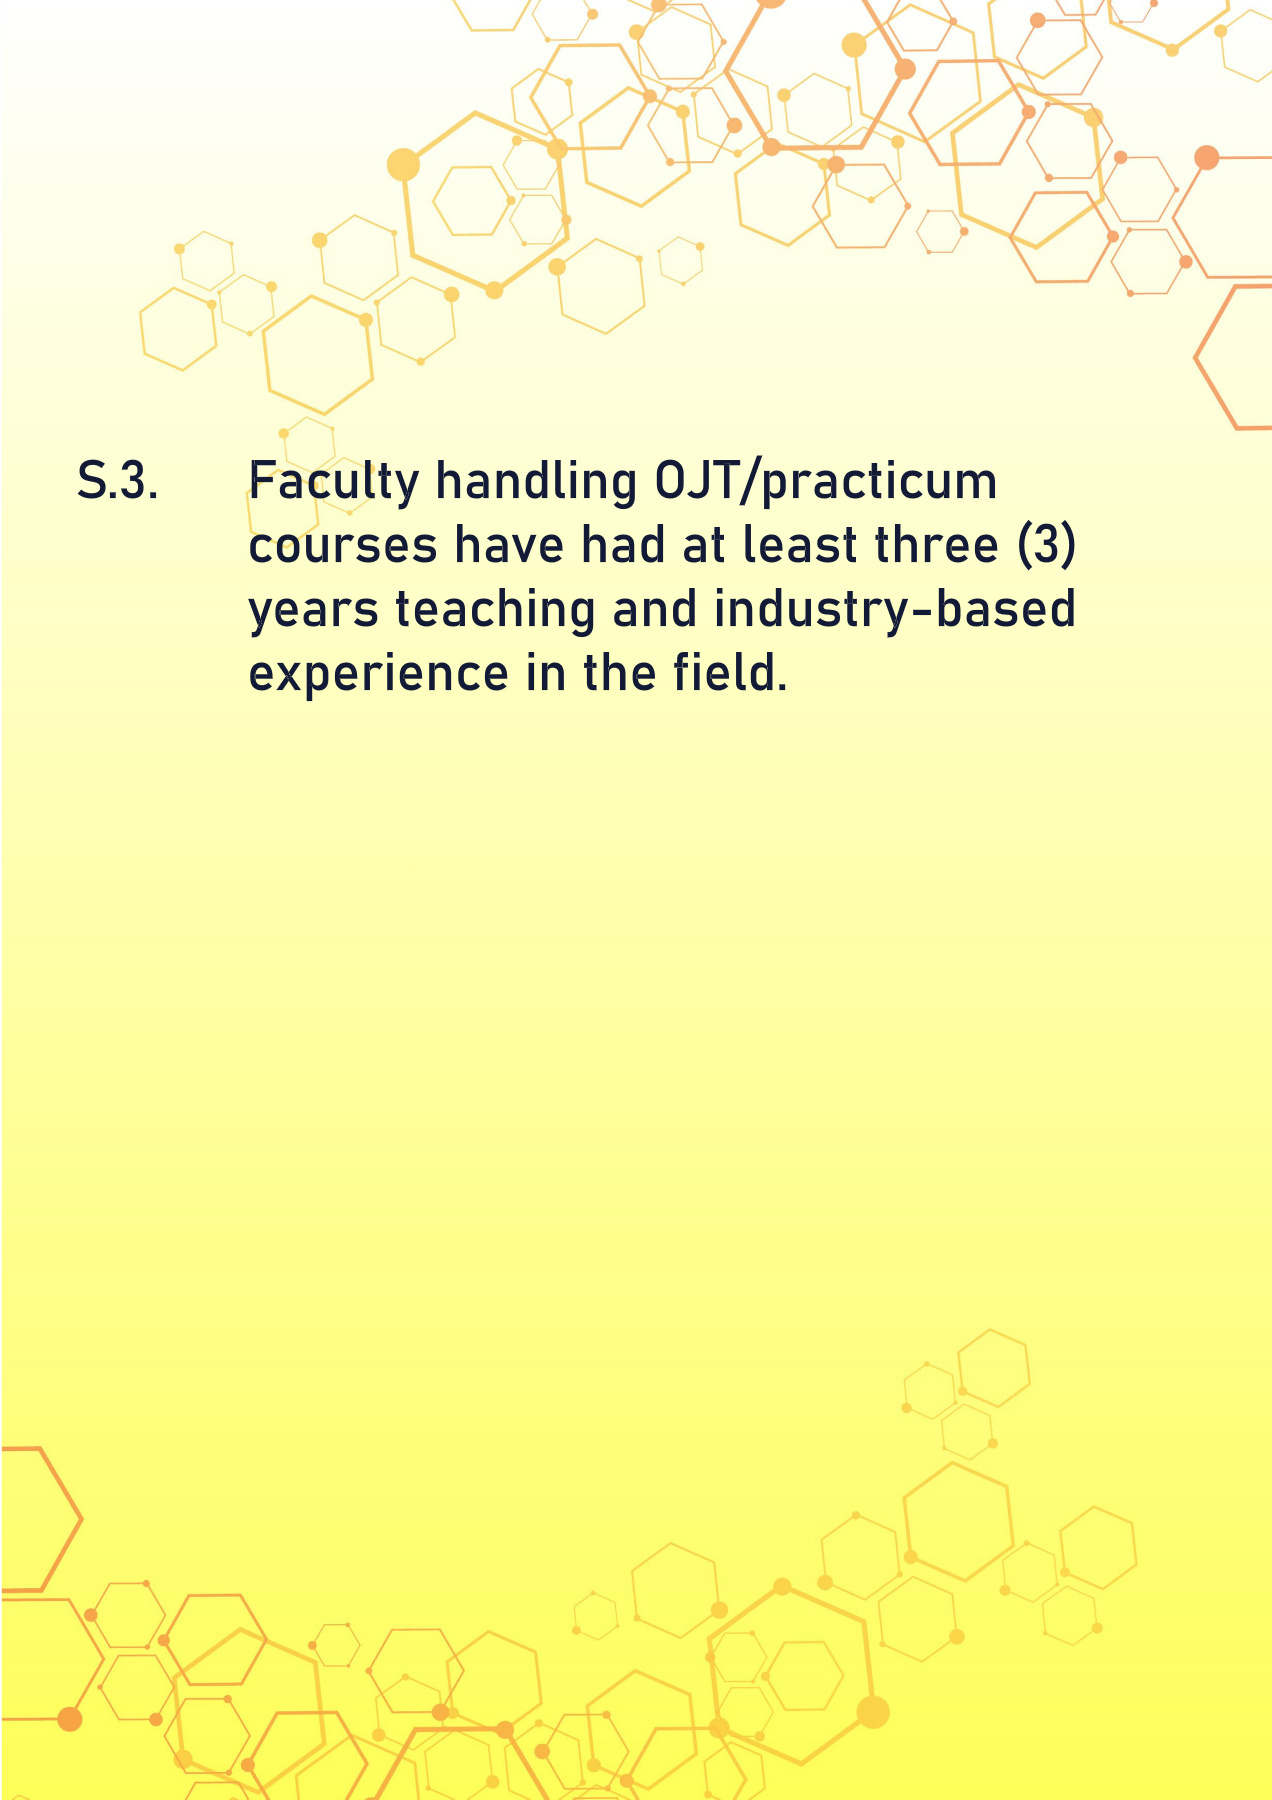 S.3. Faculty handling OJT/practicum
courses have had at least three (3)
years teaching and industry-based
experience in the field.